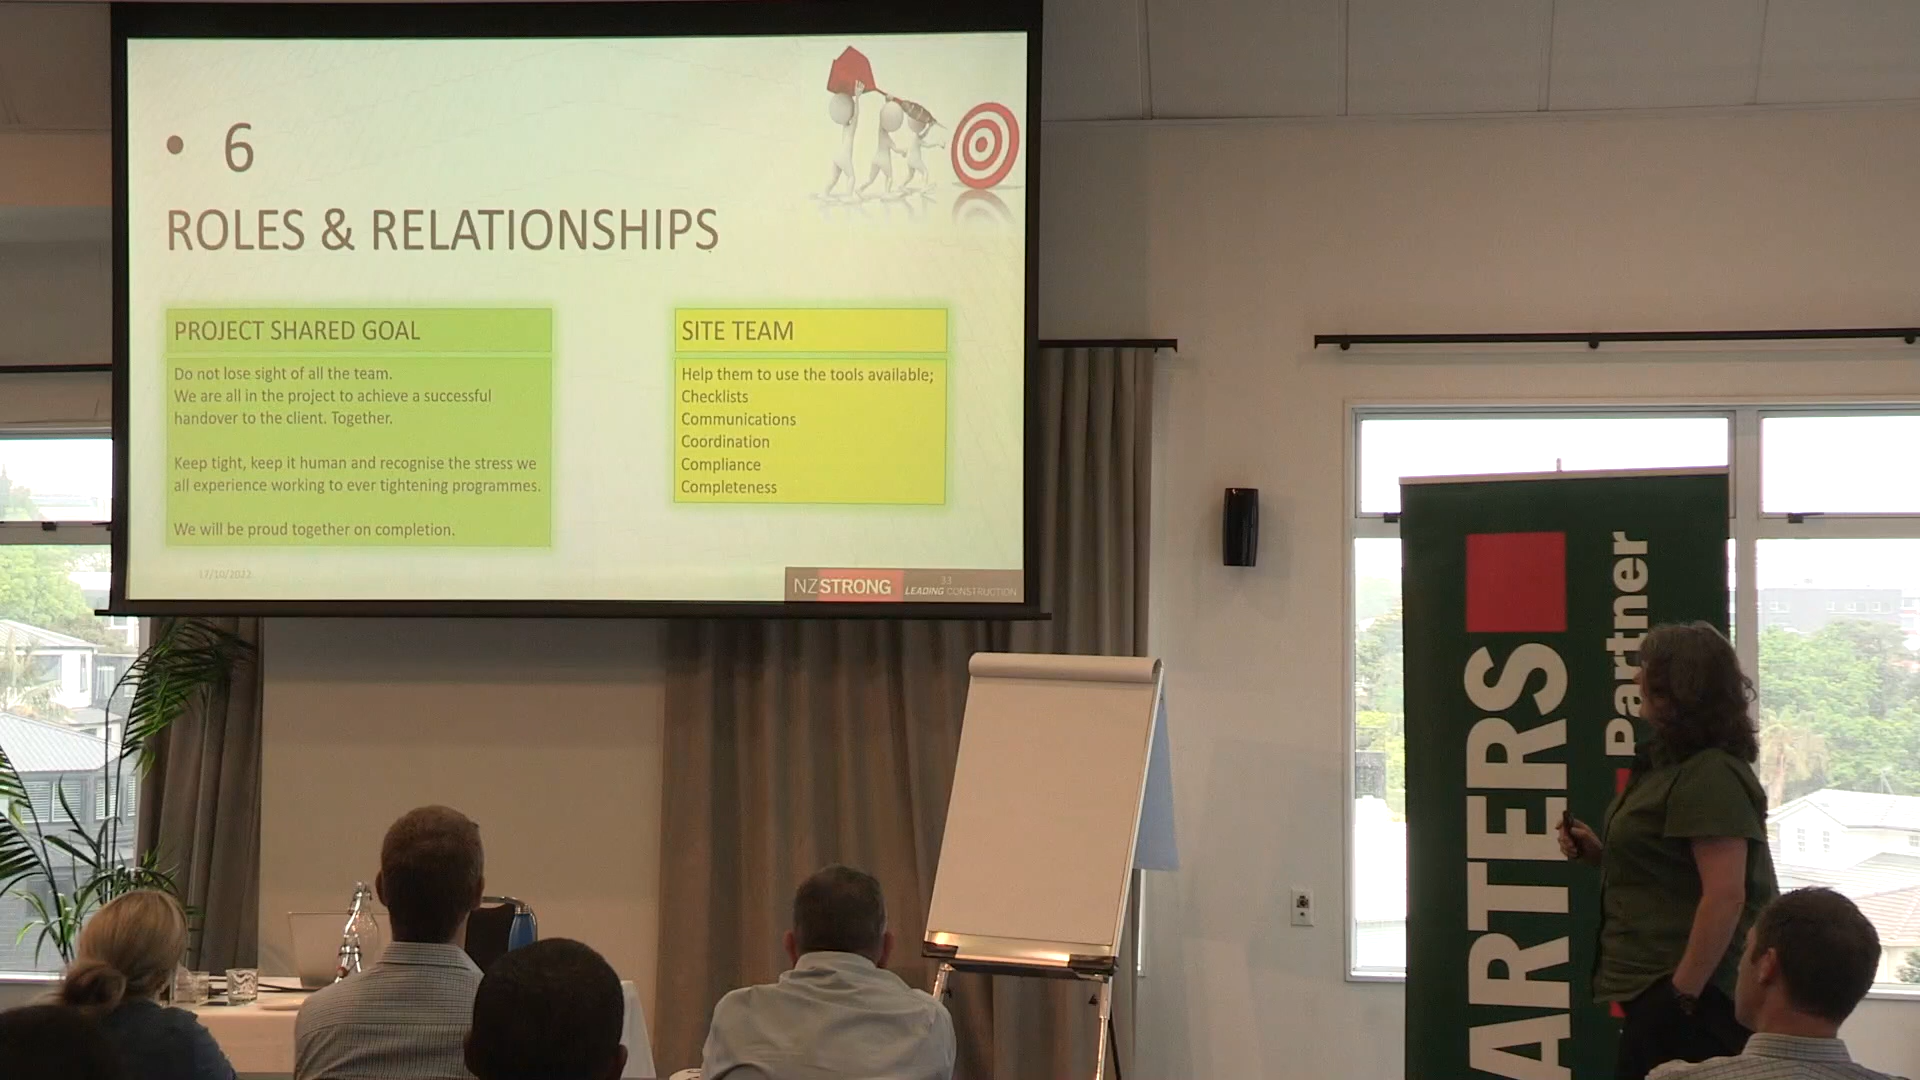 • 6
ROLES & RELATIONSHIPS
PROJECT SHARED GOAL
Do not lose sight of all the team.
We are all in the project to achieve a successful
handover to the client. Together.
Keep tight, keep it human and recognise the stress we
all experience working to ever tightening programmes.
We will be proud together on completion.
SITE TEAM
Help them to use the tools available;
Checklists
Communications
Coordination
Compliance
Completeness
17/10/2022
NZSTRONG
33
LEADING CONSTRUCTION
ARTERS
Partner